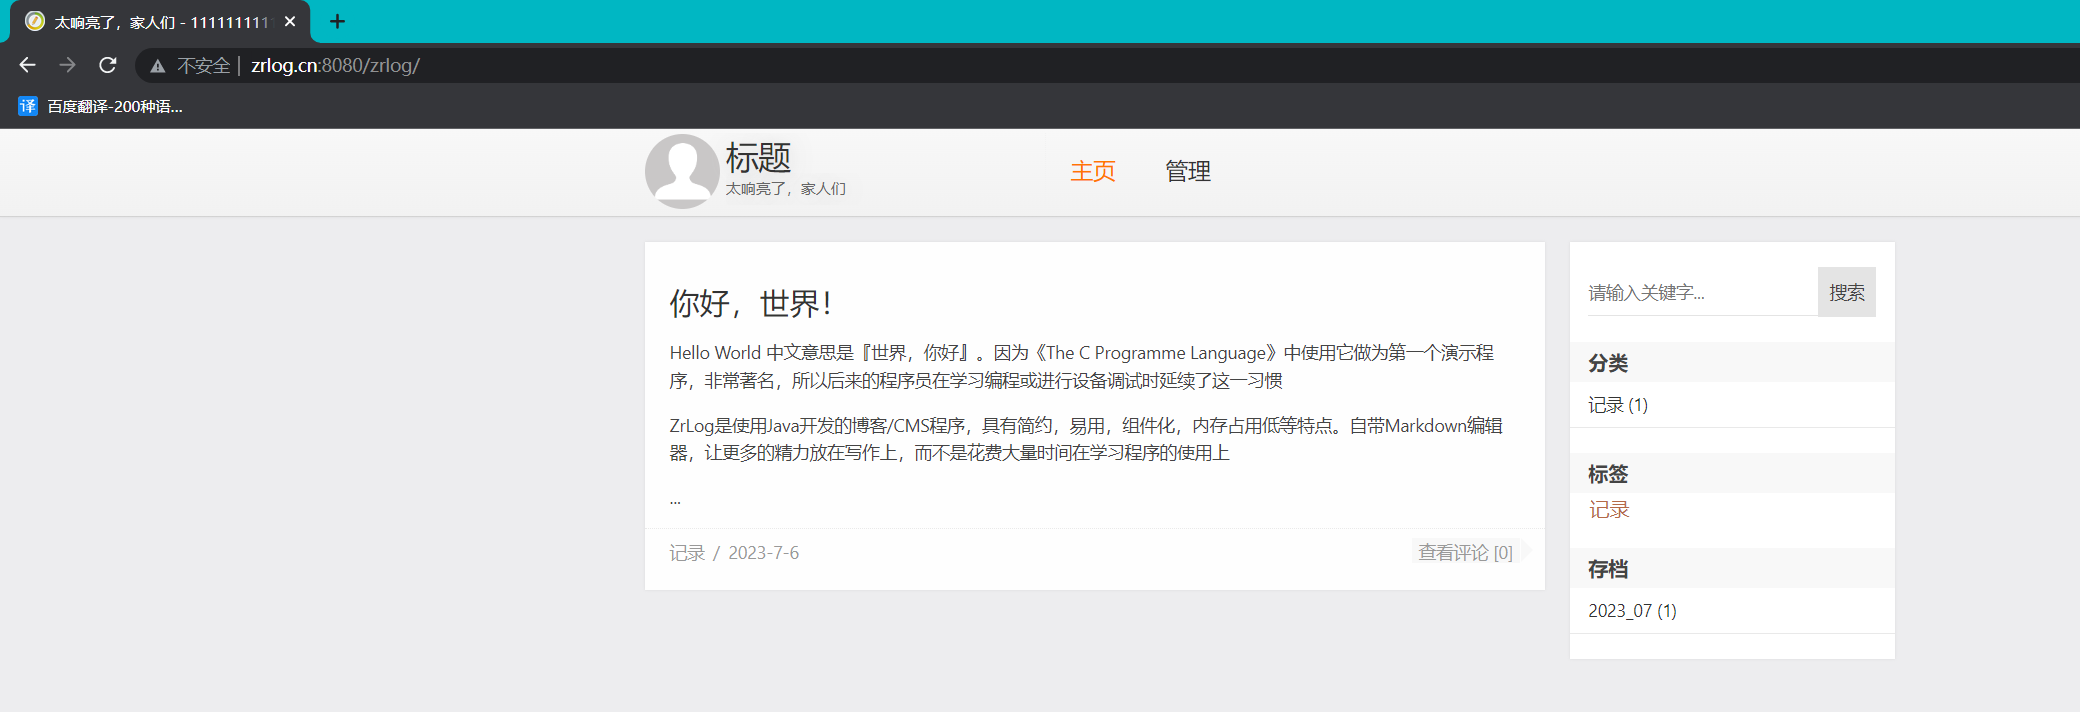 太响亮了，家人们 - 1111111111
不安全 zrlog.cn:8080/zrlog/
译 百度翻译-200种语...
标题
太响亮了，家人们
主页 管理
你好，世界！
Hello World 中文意思是『世界，你好』。因为《The C Programme Language》中使用它做为第一个演示程
序，非常著名，所以后来的程序员在学习编程或进行设备调试时延续了这一习惯
ZrLog是使用Java开发的博客/CMS程序，具有简约，易用，组件化，内存占用低等特点。自带Markdown编辑
器，让更多的精力放在写作上，而不是花费大量时间在学习程序的使用上
...
记录 / 2023-7-6
查看评论 [0]
请输入关键字... 搜索
分类
记录 (1)
标签
记录
存档
2023_07 (1)